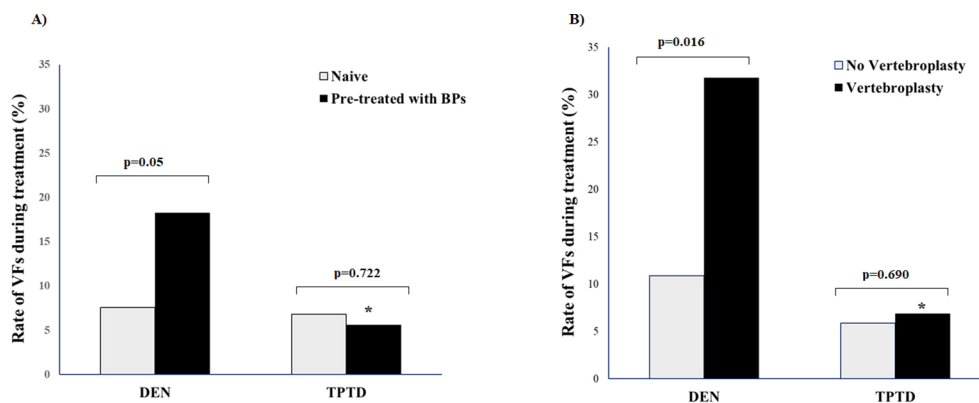 A)
Rate of VFs during treatment (%)
35
30
25
20
15
10
5
0
Naive
Pre-treated with BPs
p=0.05
p=0.722
*
DEN
TPTD
B)
Rate of VFs during treatment (%)
35
30
25
20
15
10
5
0
p=0.016
No Vertebroplasty
Vertebroplasty
p=0.690
*
DEN
TPTD